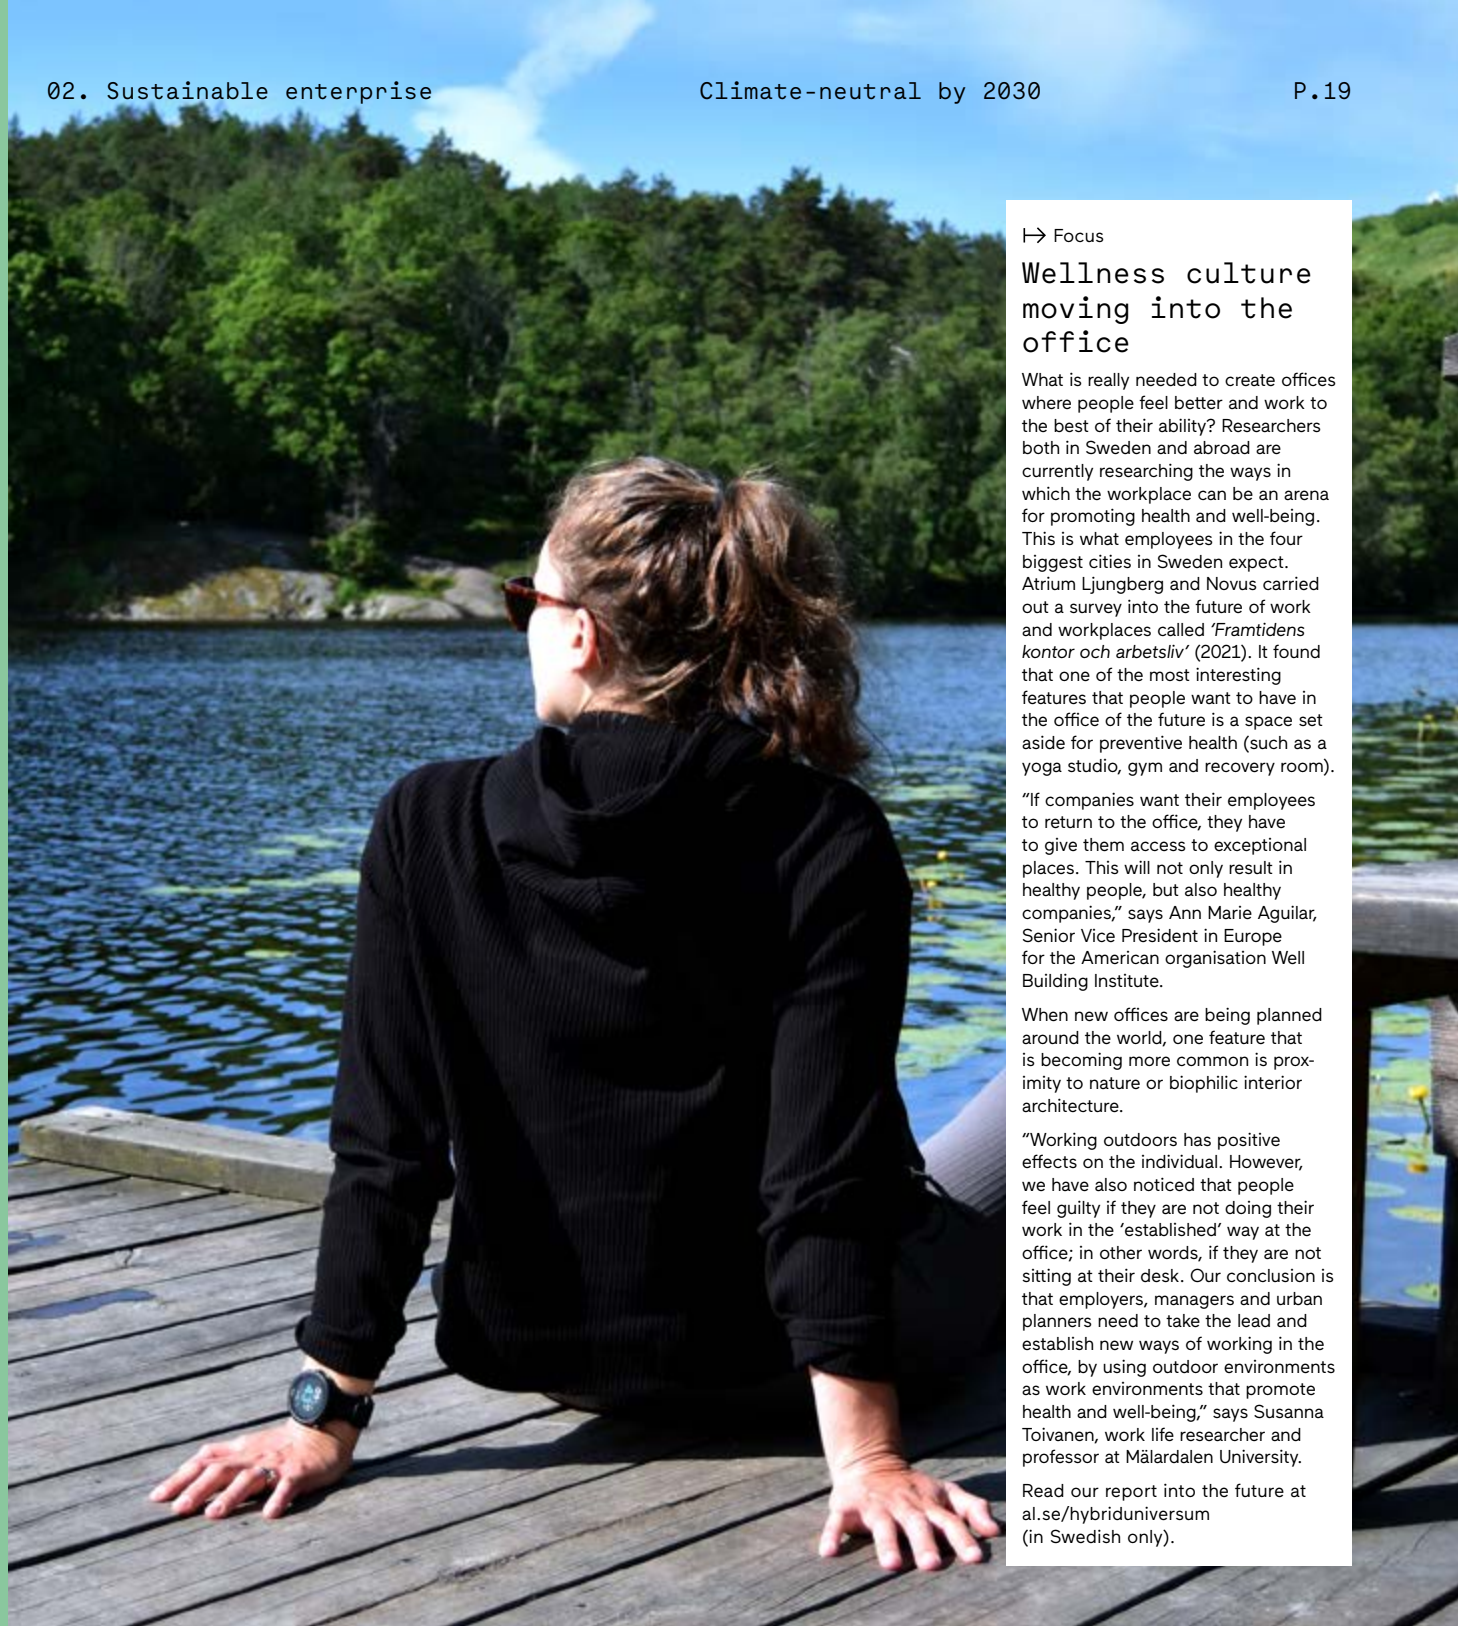 02. Sustainable enterprise
Climate-neutral by 2030
P.19
↦ Focus
Wellness culture
moving into the
office
What is really needed to create offices
where people feel better and work to
the best of their ability? Researchers
both in Sweden and abroad are
currently researching the ways in
which the workplace can be an arena
for promoting health and well-being.
This is what employees in the four
biggest cities in Sweden expect.
Atrium Ljungberg and Novus carried
out a survey into the future of work
and workplaces called ‘Framtidens
kontor och arbetsliv’ (2021). It found
that one of the most interesting
features that people want to have in
the office of the future is a space set
aside for preventive health (such as a
yoga studio, gym and recovery room).
“If companies want their employees
to return to the office, they have
to give them access to exceptional
places. This will not only result in
healthy people, but also healthy
companies,” says Ann Marie Aguilar,
Senior Vice President in Europe
for the American organisation Well
Building Institute.
When new offices are being planned
around the world, one feature that
is becoming more common is prox-
imity to nature or biophilic interior
architecture.
“Working outdoors has positive
effects on the individual. However,
we have also noticed that people
feel guilty if they are not doing their
work in the ‘established’ way at the
office; in other words, if they are not
sitting at their desk. Our conclusion is
that employers, managers and urban
planners need to take the lead and
establish new ways of working in the
office, by using outdoor environments
as work environments that promote
health and well-being,” says Susanna
Toivanen, work life researcher and
professor at Mälardalen University.
Read our report into the future at
al.se/hybriduniversum
(in Swedish only).